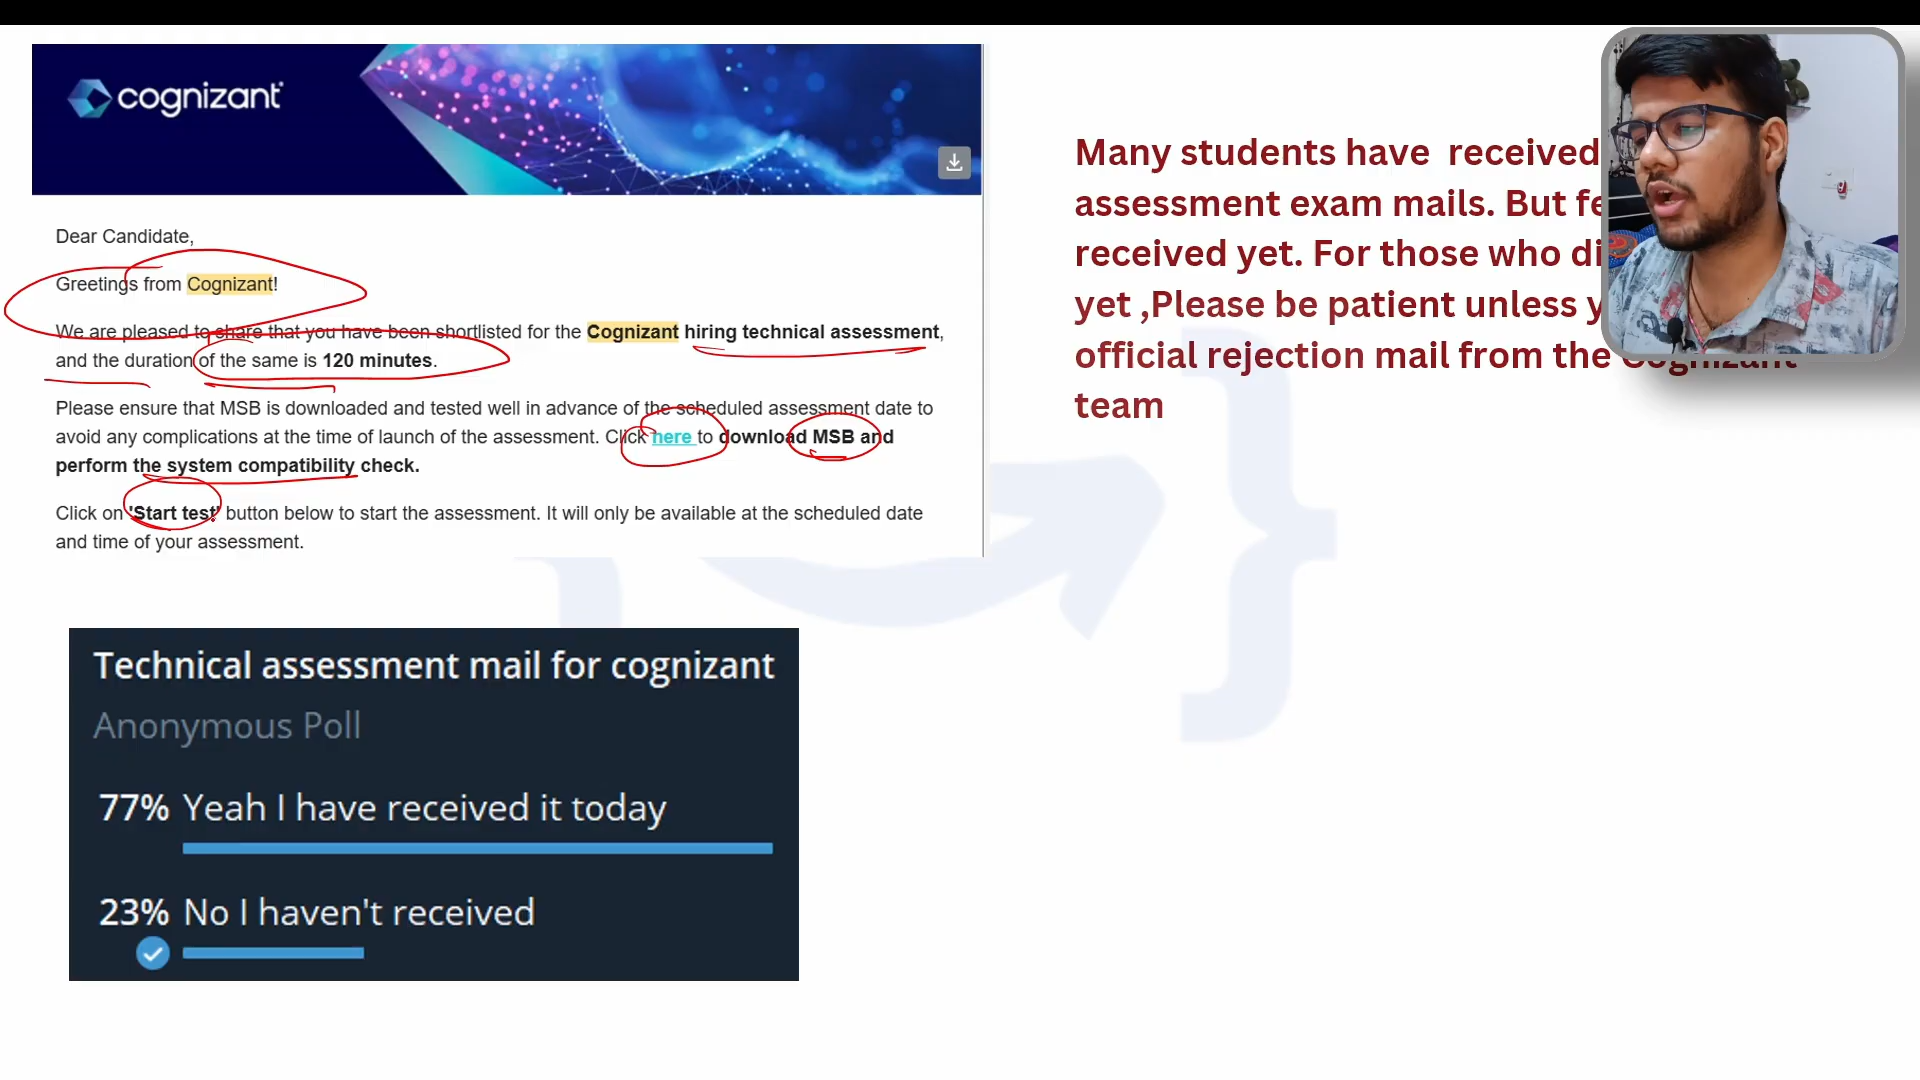 cognizant
Dear Candidate,
Greetings from Cognizant!
We are pleased to share that you have been shortlisted for the Cognizant hiring technical assessment,
and the duration of the same is 120 minutes.
Please ensure that MSB is downloaded and tested well in advance of the scheduled assessment date to
avoid any complications at the time of launch of the assessment. Click here to download MSB and
perform the system compatibility check.
Click on 'Start test' button below to start the assessment. It will only be available at the scheduled date
and time of your assessment.
Many students have received
assessment exam mails. But
received yet. For those who
yet ,Please be patient unless
official rejection mail from the Cognizant
team
Technical assessment mail for cognizant
Anonymous Poll
77% Yeah I have received it today
23% No I haven't received